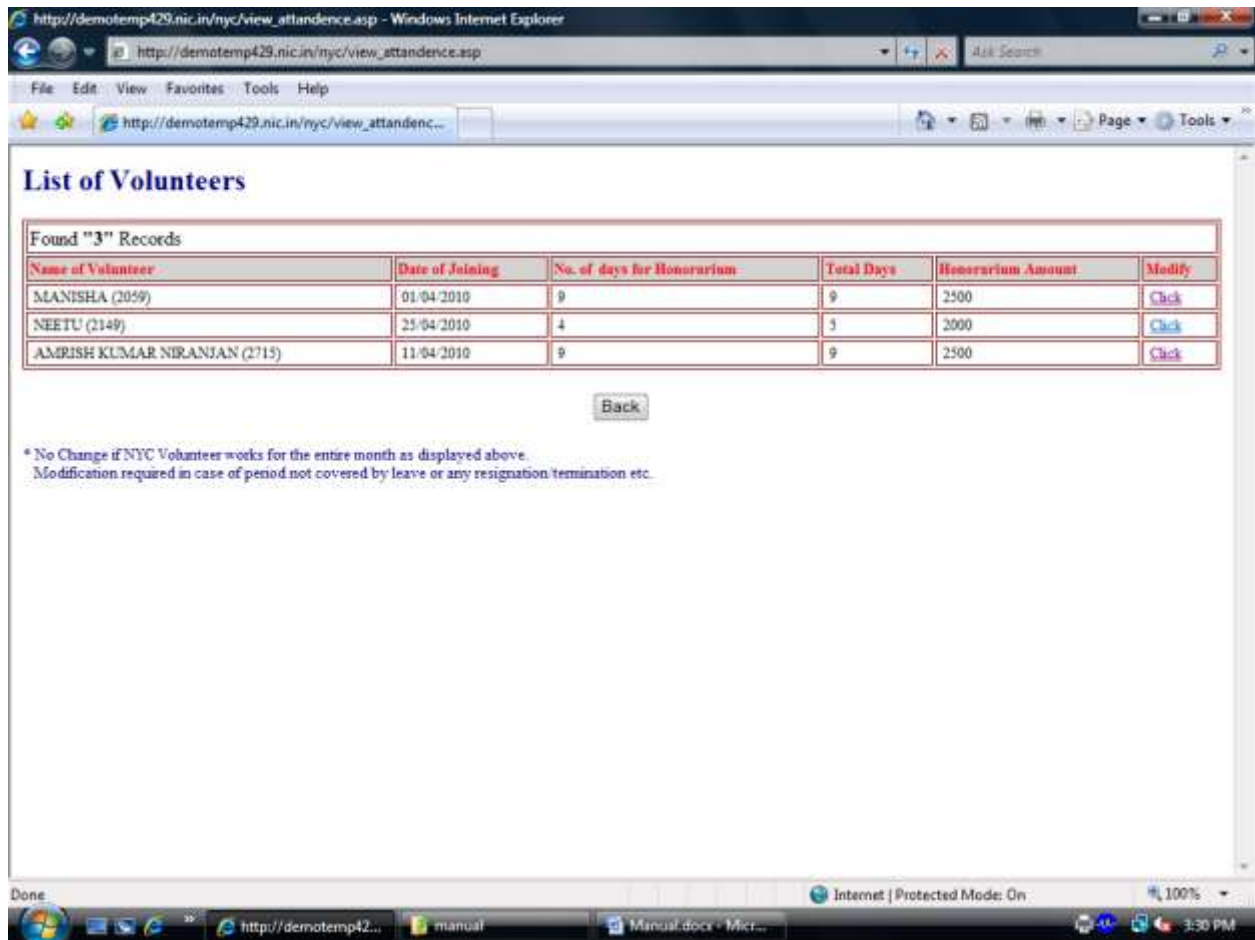 http://demotemp429.nic.in/nyc/view_attandence.asp - Windows Internet Explorer
http://demotemp429.nic.in/nyc/view_attandence.asp Ask Search
File Edit View Favorites Tools Help
http://demotemp429.nic.in/nyc/view_attandenc... Page Tools
List of Volunteers
Found "3" Records
Name of Volunteer Date of Joining No. of days for Honorarium Total Days Honorarium Amount Modify
MANISHA (2059) 01/04/2010 9 9 2500 Click
NEETU (2149) 25/04/2010 4 5 2000 Click
AMRISH KUMAR NIRANJAN (2715) 11/04/2010 9 9 2500 Click
Back
* No Change if NYC Volunteer works for the entire month as displayed above.
Modification required in case of period not covered by leave or any resignation/termination etc.
Done Internet | Protected Mode: On 100%
http://demotemp42... manual Manual.docx - Micr... 3:30 PM